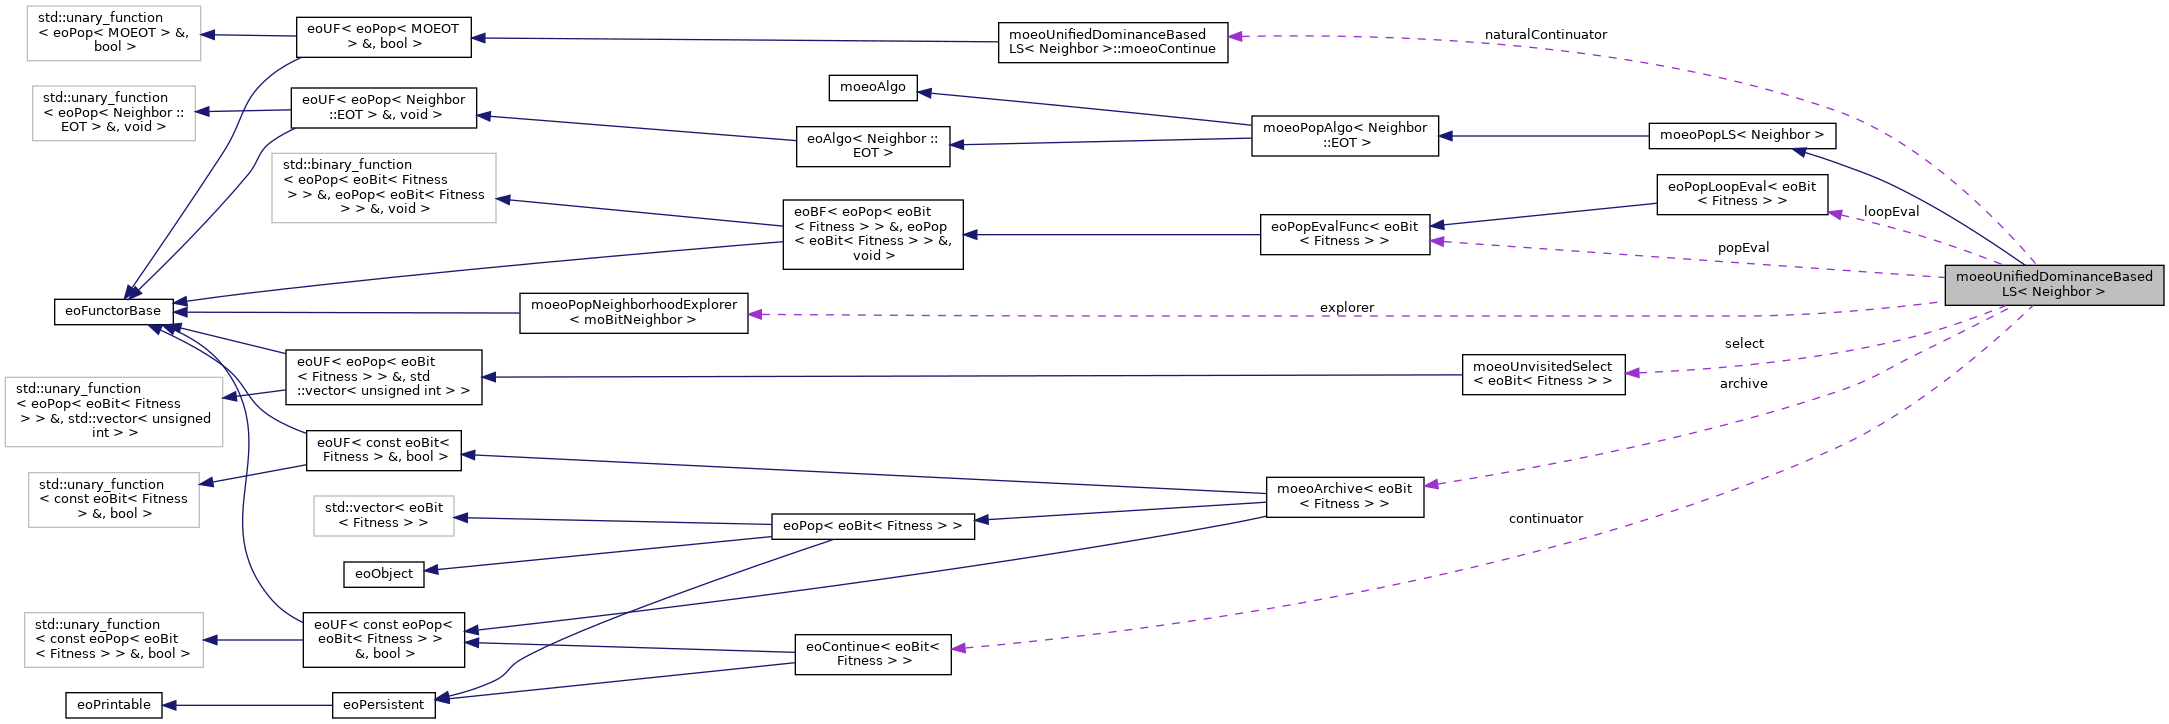 std::unary_function
< eoPop< MOEOT > &,
bool >
eoUF< eoPop< MOEOT
> &, bool >
moeoUnifiedDominanceBased
LS< Neighbor >::moeoContinue
naturalContinuator
std::unary_function
< eoPop< Neighbor ::
EOT > &, void >
eoUF< eoPop< Neighbor
::EOT > &, void >
moeoAlgo
eoAlgo< Neighbor ::
EOT >
moeoPopAlgo< Neighbor
::EOT >
moeoPopLS< Neighbor >
std::binary_function
< eoPop< eoBit< Fitness
> > &, eoPop< eoBit< Fitness
> > &, void >
eoBF< eoPop< eoBit
< Fitness > > &, eoPop
< eoBit< Fitness > > &,
void >
eoPopEvalFunc< eoBit
< Fitness > >
eoPopLoopEval< eoBit
< Fitness > >
loopEval
popEval
moeoUnifiedDominanceBased
LS< Neighbor >
eoFunctorBase
moeoPopNeighborhoodExplorer
< moBitNeighbor >
explorer
eoUF< eoPop< eoBit
< Fitness > > &, std
::vector< unsigned int > >
moeoUnvisitedSelect
< eoBit< Fitness > >
select
archive
std::unary_function
< eoPop< eoBit< Fitness
> > &, std::vector< unsigned
int > >
eoUF< const eoBit<
Fitness > &, bool >
std::unary_function
< const eoBit< Fitness
> &, bool >
std::vector< eoBit
< Fitness > >
eoPop< eoBit< Fitness > >
moeoArchive< eoBit
< Fitness > >
continuator
eoObject
std::unary_function
< const eoPop< eoBit
< Fitness > > &, bool >
eoUF< const eoPop<
eoBit< Fitness > >
&, bool >
eoContinue< eoBit<
Fitness > >
eoPrintable
eoPersistent